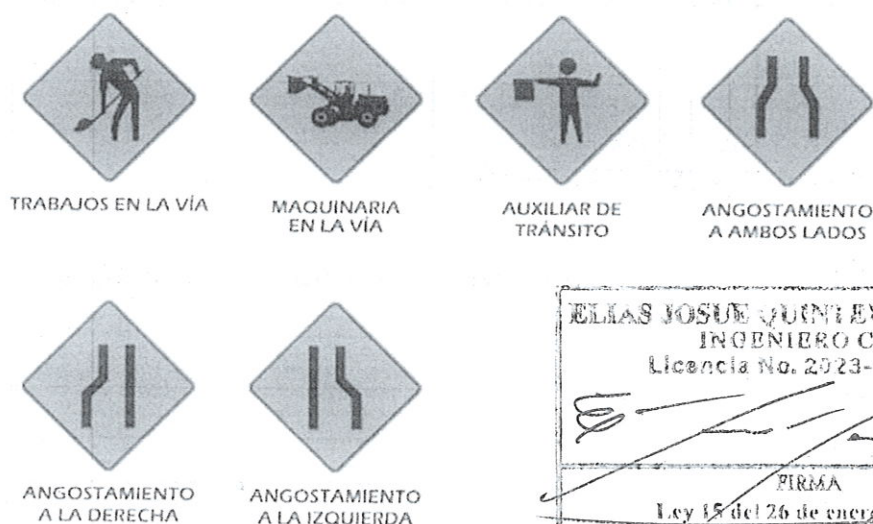 TRABAJOS EN LA VÍA
MAQUINARIA
EN LA VÍA
AUXILIAR DE
TRÁNSITO
ANGOSTAMIENTO
A AMBOS LADOS
ANGOSTAMIENTO
A LA DERECHA
ANGOSTAMIENTO
A LA IZQUIERDA
ELIAS JOSUE
INGENIERO C
Licencia No. 2023-
FIRMA
Ley 15 del 26 de